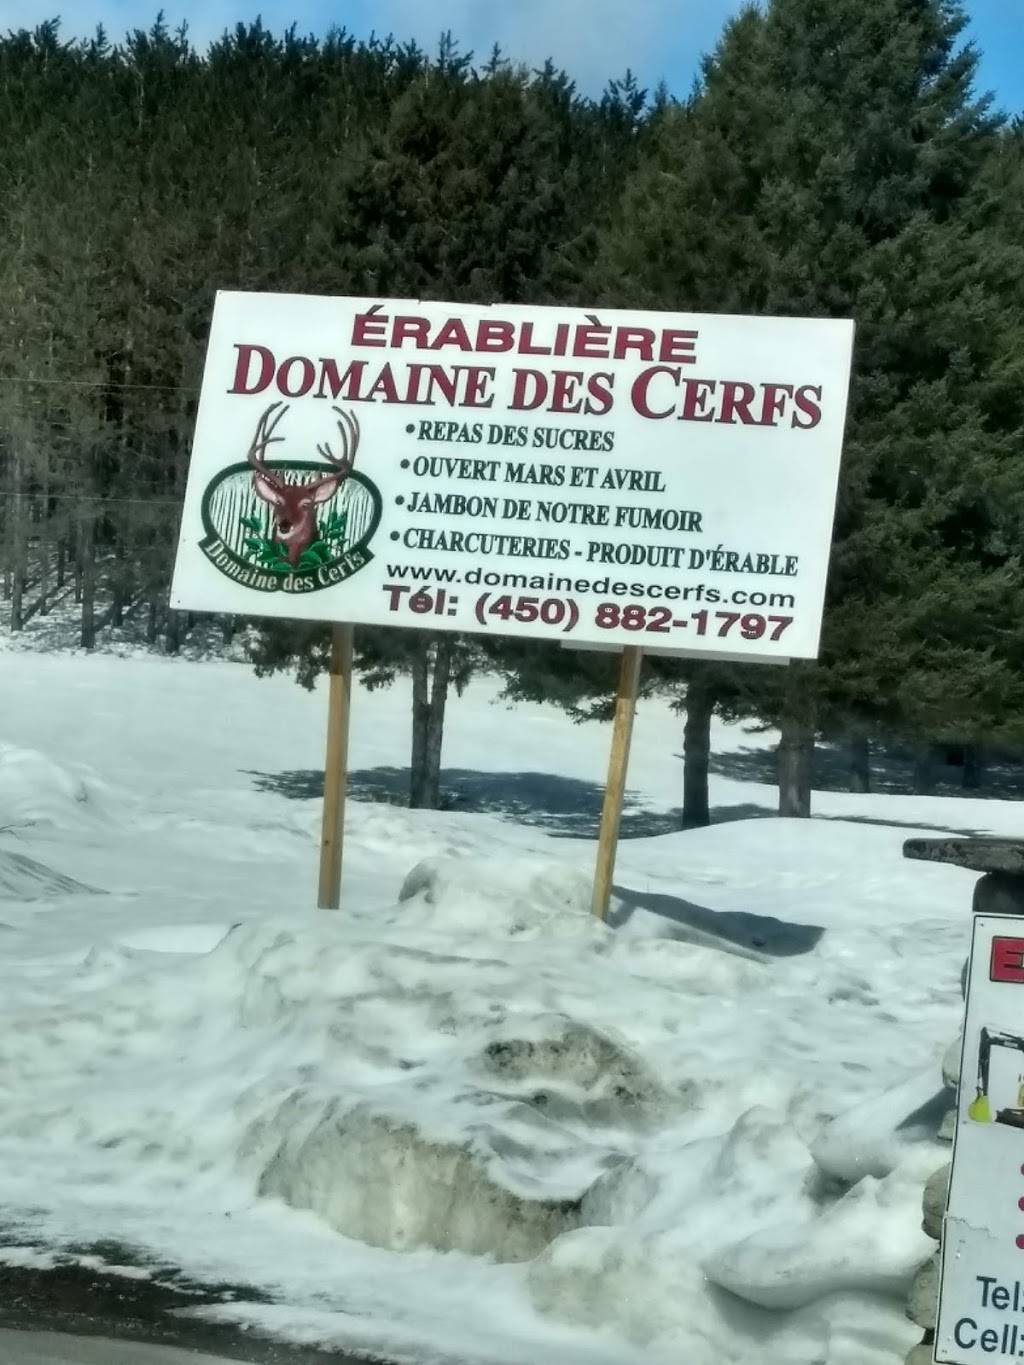 ÉRABLIÈRE
DOMAINE DES CERFS
• REPAS DES SUCRES
• OUVERT MARS ET AVRIL
• JAMBON DE NOTRE FUMOIR
• CHARCUTERIES - PRODUIT D'ÉRABLE
www.domainedescerfs.com
Tél: (450) 882-1797
Domaine des Cerfs
Tel:
Cell: